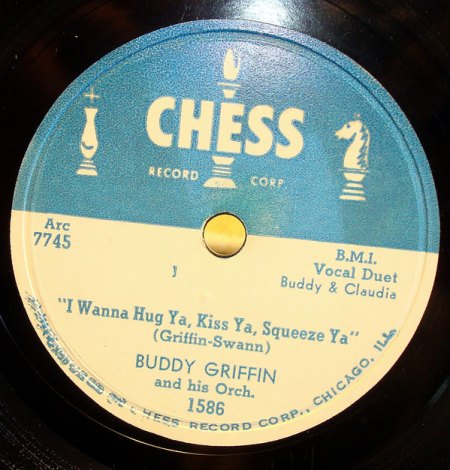 CHESS
RECORD CORP
Arc
7745
J
B.M.I.
Vocal Duet
Buddy & Claudia
"I Wanna Hug Ya, Kiss Ya, Squeeze Ya"
(Griffin-Swann)
BUDDY GRIFFIN
and his Orch.
1586
CHESS RECORD CORP., CHICAGO, ILL.